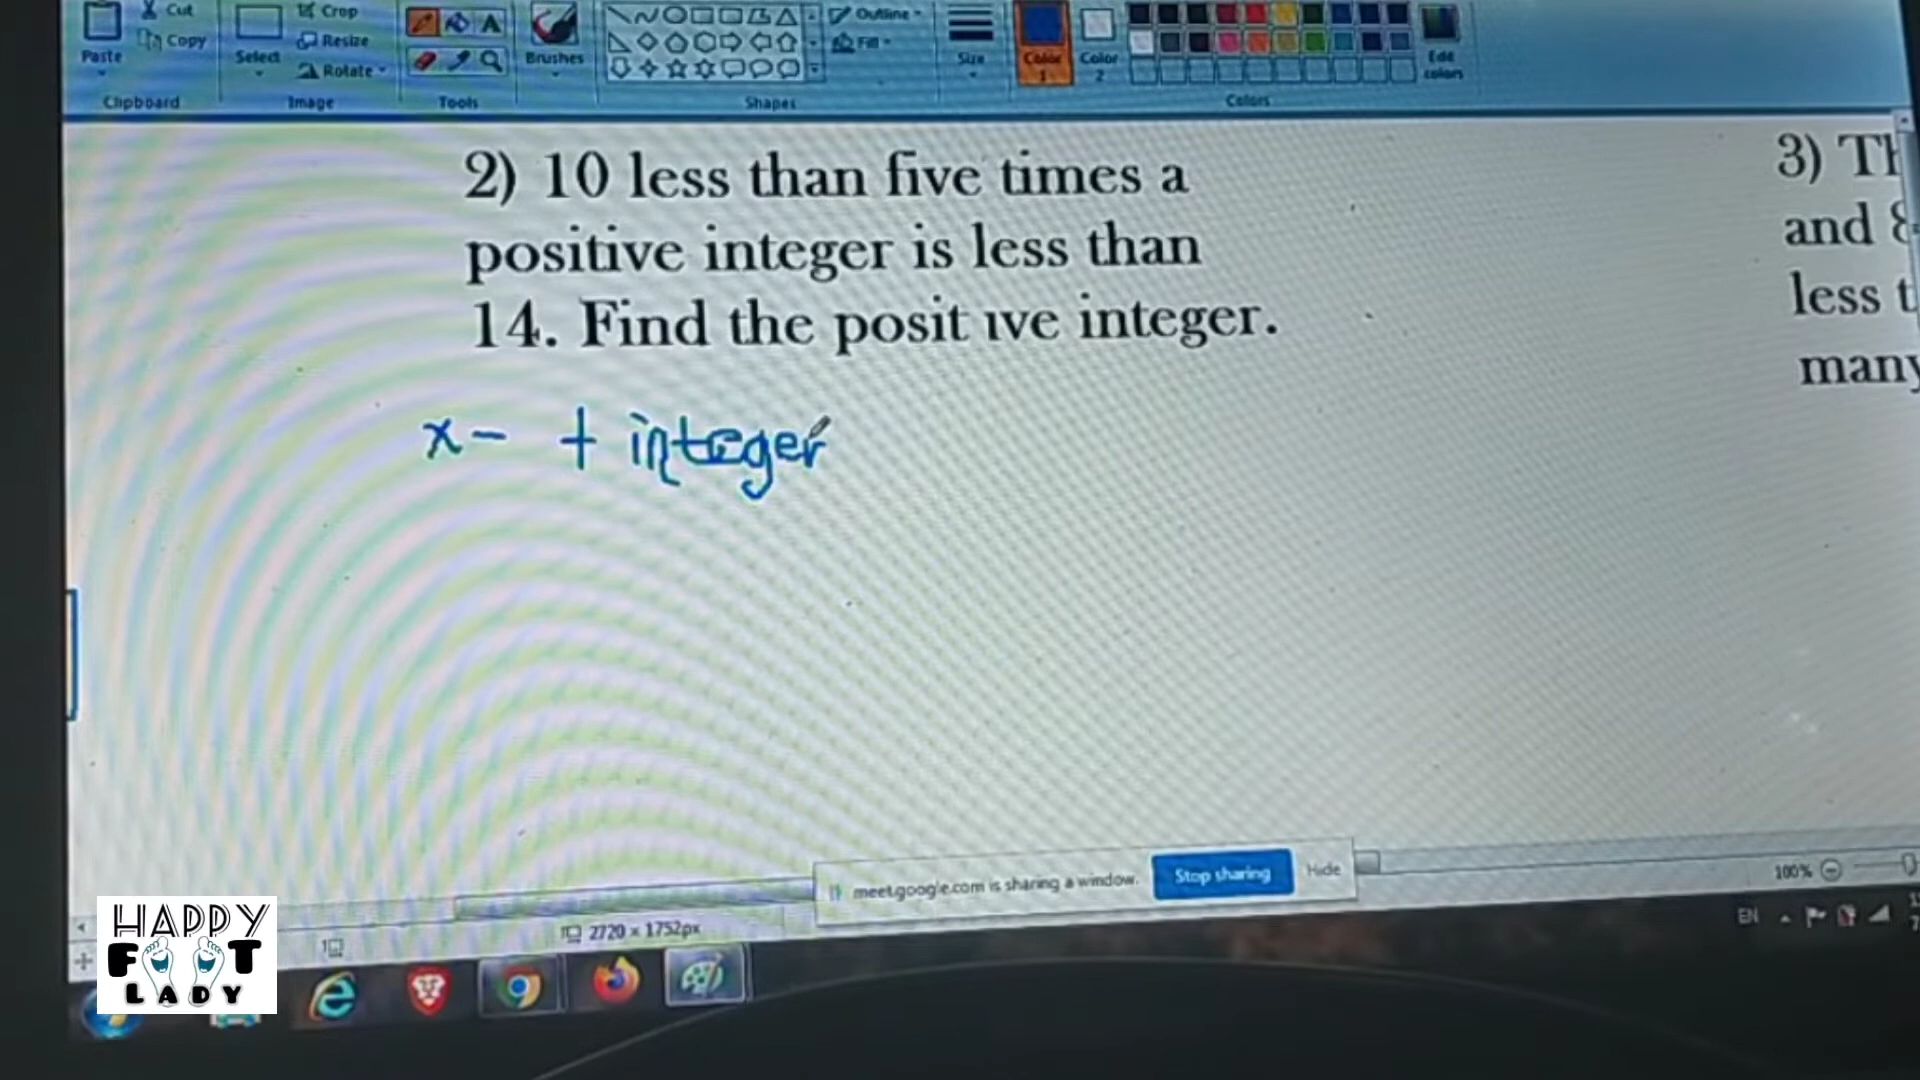 Cut
Crop
Outline
Paste
Copy
Select
Resize
Rotate
Brushes
Fill
Size
Color
1
Color
2
Edit
colors
Clipboard
Image
Tools
Shapes
Colors
2) 10 less than five times a
positive integer is less than
14. Find the posit ive integer.
x - + integer
3) Th
and 8
less t
many
meet.google.com is sharing a window.
Stop sharing
Hide
100%
2720 x 1752px
EN
HAPPY
FOOT
LADY